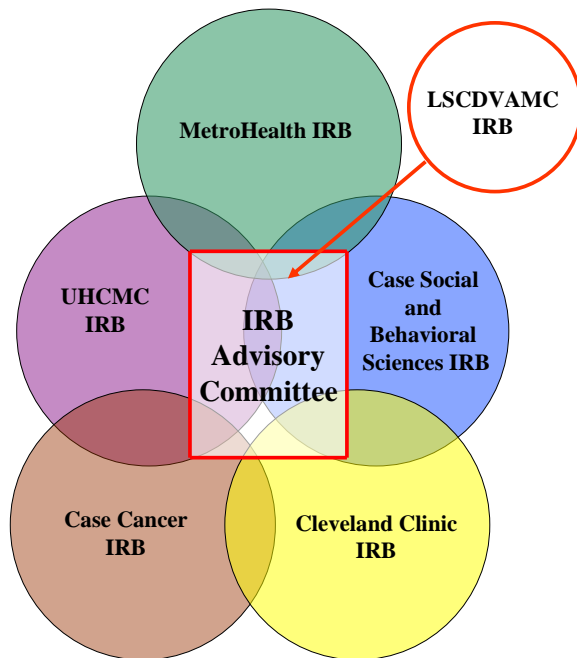 LSCDVAMC
IRB
MetroHealth IRB
UHCMC
IRB
Case Social
and
Behavioral
Sciences IRB
IRB
Advisory
Committee
Case Cancer
IRB
Cleveland Clinic
IRB